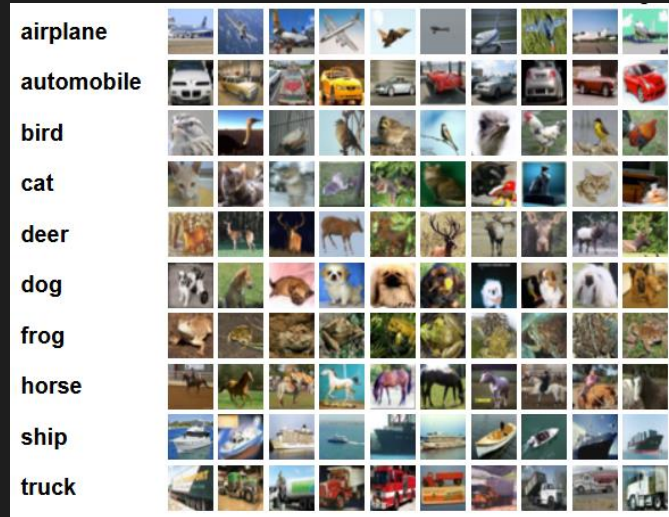 airplane
automobile
bird
cat
deer
dog
frog
horse
ship
truck